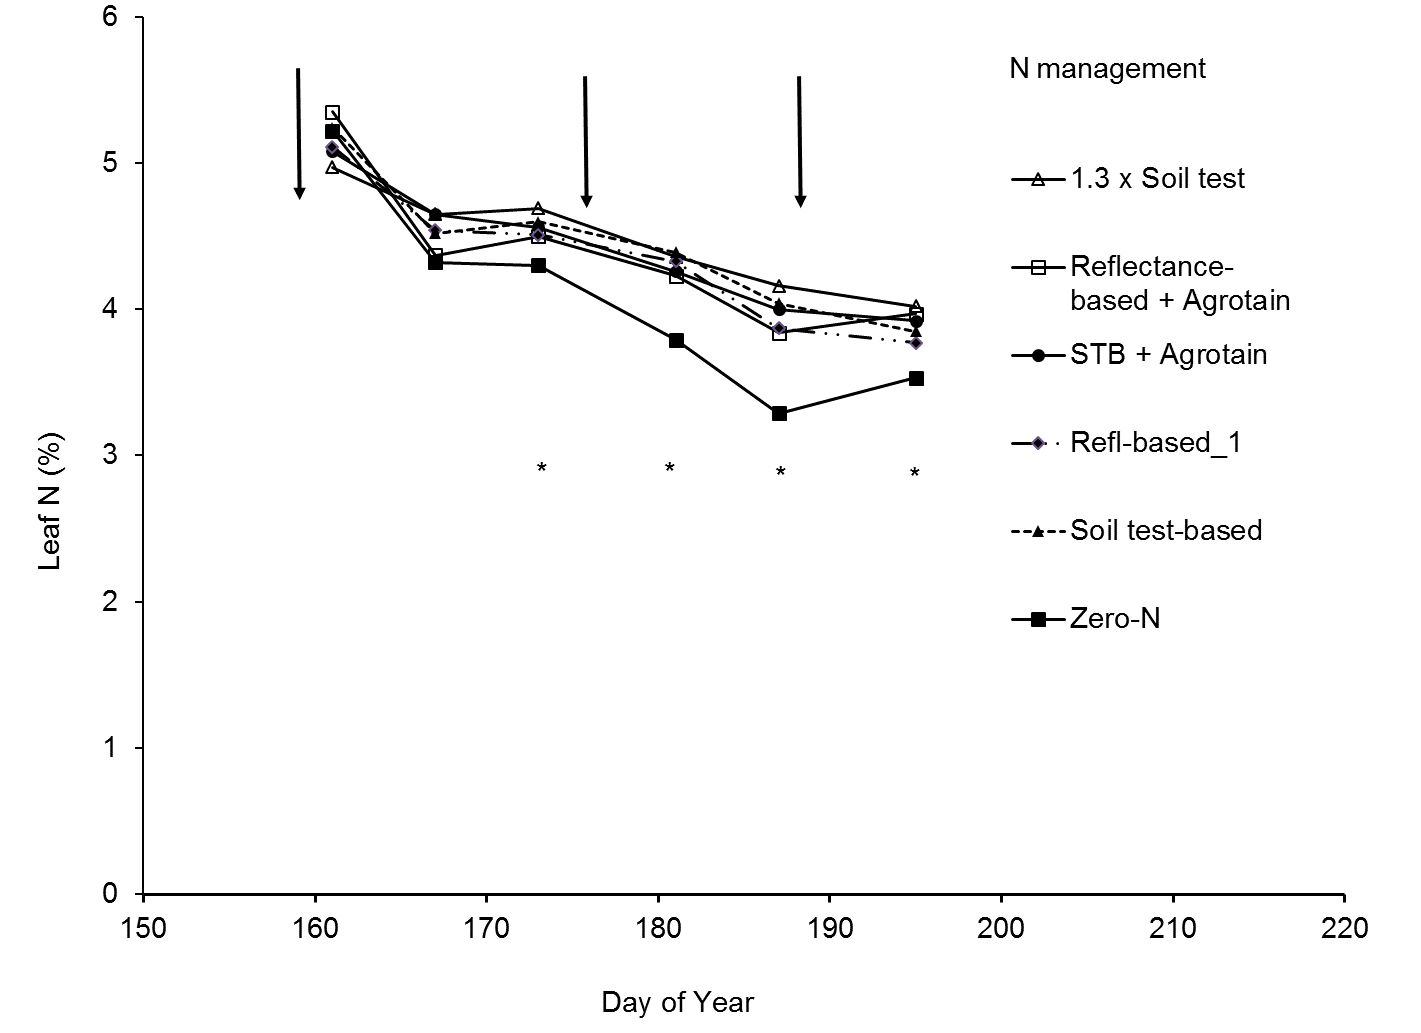 6
5
4
3
2
1
0
Leaf N (%)
* * * *
150 160 170 180 190 200 210 220
Day of Year
N management
1.3 x Soil test
Reflectance-
based + Agrotain
STB + Agrotain
Refl-based_1
Soil test-based
Zero-N